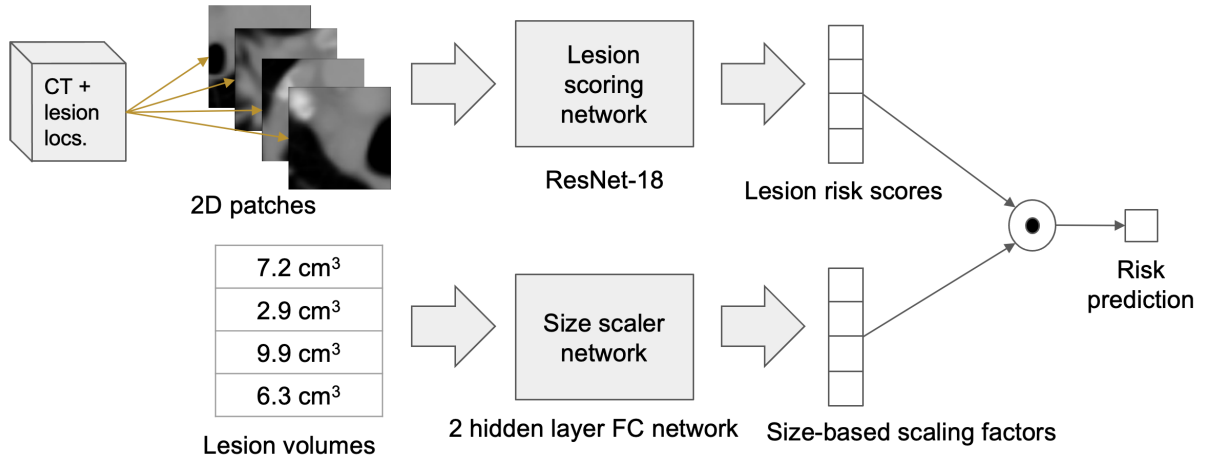 CT +
lesion
locs.
2D patches
Lesion
scoring
network
ResNet-18
Lesion risk scores
7.2 cm³
2.9 cm³
9.9 cm³
6.3 cm³
Lesion volumes
Size scaler
network
2 hidden layer FC network
Size-based scaling factors
Risk
prediction